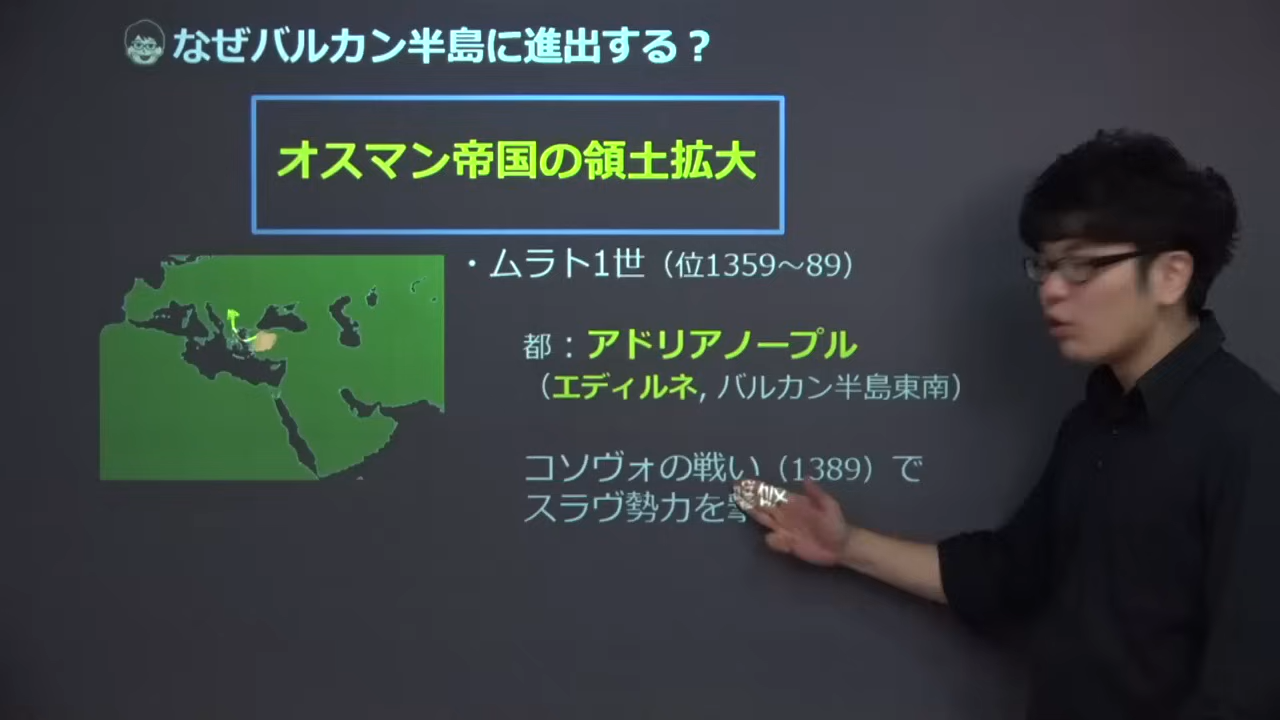 なぜバルカン半島に進出する？
オスマン帝国の領土拡大
・ムラト1世（位1359～89）
都：アドリアノープル
（エディルネ, バルカン半島東南）
コソヴォの戦い（1389）で
スラヴ勢力を